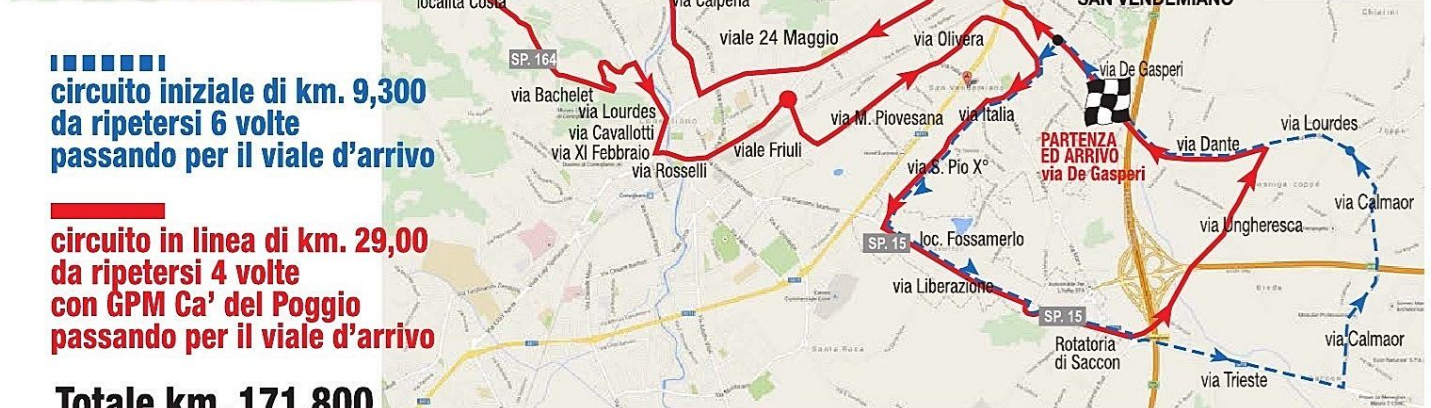 località Costa
via Calpena
SAN VENDEMIANO
viale 24 Maggio
via Olivera
SP. 164
via De Gasperi
circuito iniziale di km. 9,300
da ripetersi 6 volte
passando per il viale d’arrivo
via Bachelet
via Lourdes
via Cavallotti
via XI Febbraio
via Rosselli
viale Friuli
via M. Piovesana
via Italia
PARTENZA
ED ARRIVO
via De Gasperi
via Dante
via Lourdes
via S. Pio X°
via Calmaor
via Ungheresca
circuito in linea di km. 29,00
da ripetersi 4 volte
con GPM Ca’ del Poggio
passando per il viale d’arrivo
SP. 15
loc. Fossamerlo
via Liberazione
SP. 15
Rotatoria
di Saccon
via Calmaor
via Trieste
Totale km. 171,800